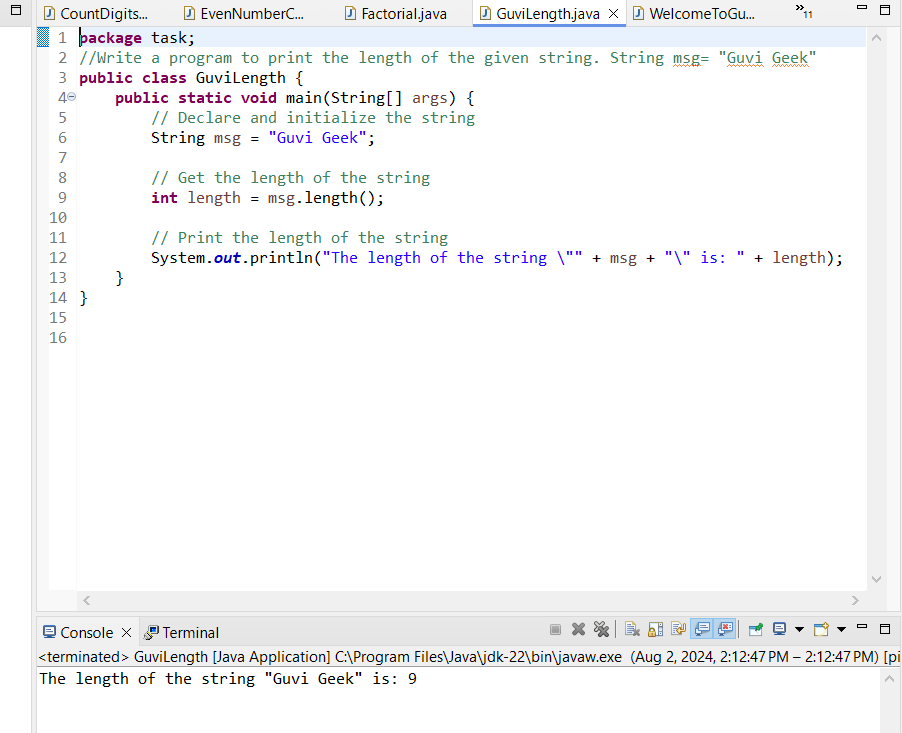 CountDigits... EvenNumberC... Factorial.java GuviLength.java WelcomeToGu... »11
1 package task;
2 //Write a program to print the length of the given string. String msg= "Guvi Geek"
3 public class GuviLength {
4     public static void main(String[] args) {
5         // Declare and initialize the string
6         String msg = "Guvi Geek";
7
8         // Get the length of the string
9         int length = msg.length();
10
11         // Print the length of the string
12         System.out.println("The length of the string \"" + msg + "\" is: " + length);
13     }
14 }
15
16
Console Terminal
<terminated> GuviLength [Java Application] C:\Program Files\Java\jdk-22\bin\javaw.exe (Aug 2, 2024, 2:12:47 PM – 2:12:47 PM) [pi
The length of the string "Guvi Geek" is: 9